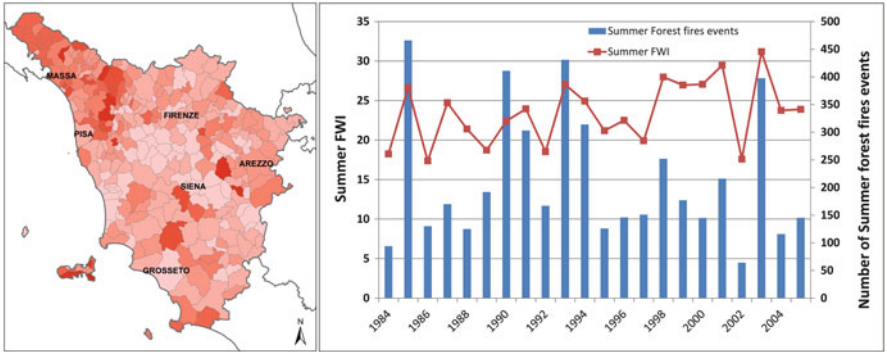 MASSA
FIRENZE
PISA
AREZZO
SIENA
GROSSETO
N
Summer Forest fires events
Summer FWI
Summer FWI
35
30
25
20
15
10
5
0
500
450
400
350
300
250
200
150
100
50
0
Number of Summer forest fires events
1984
1986
1988
1990
1992
1994
1996
1998
2000
2002
2004